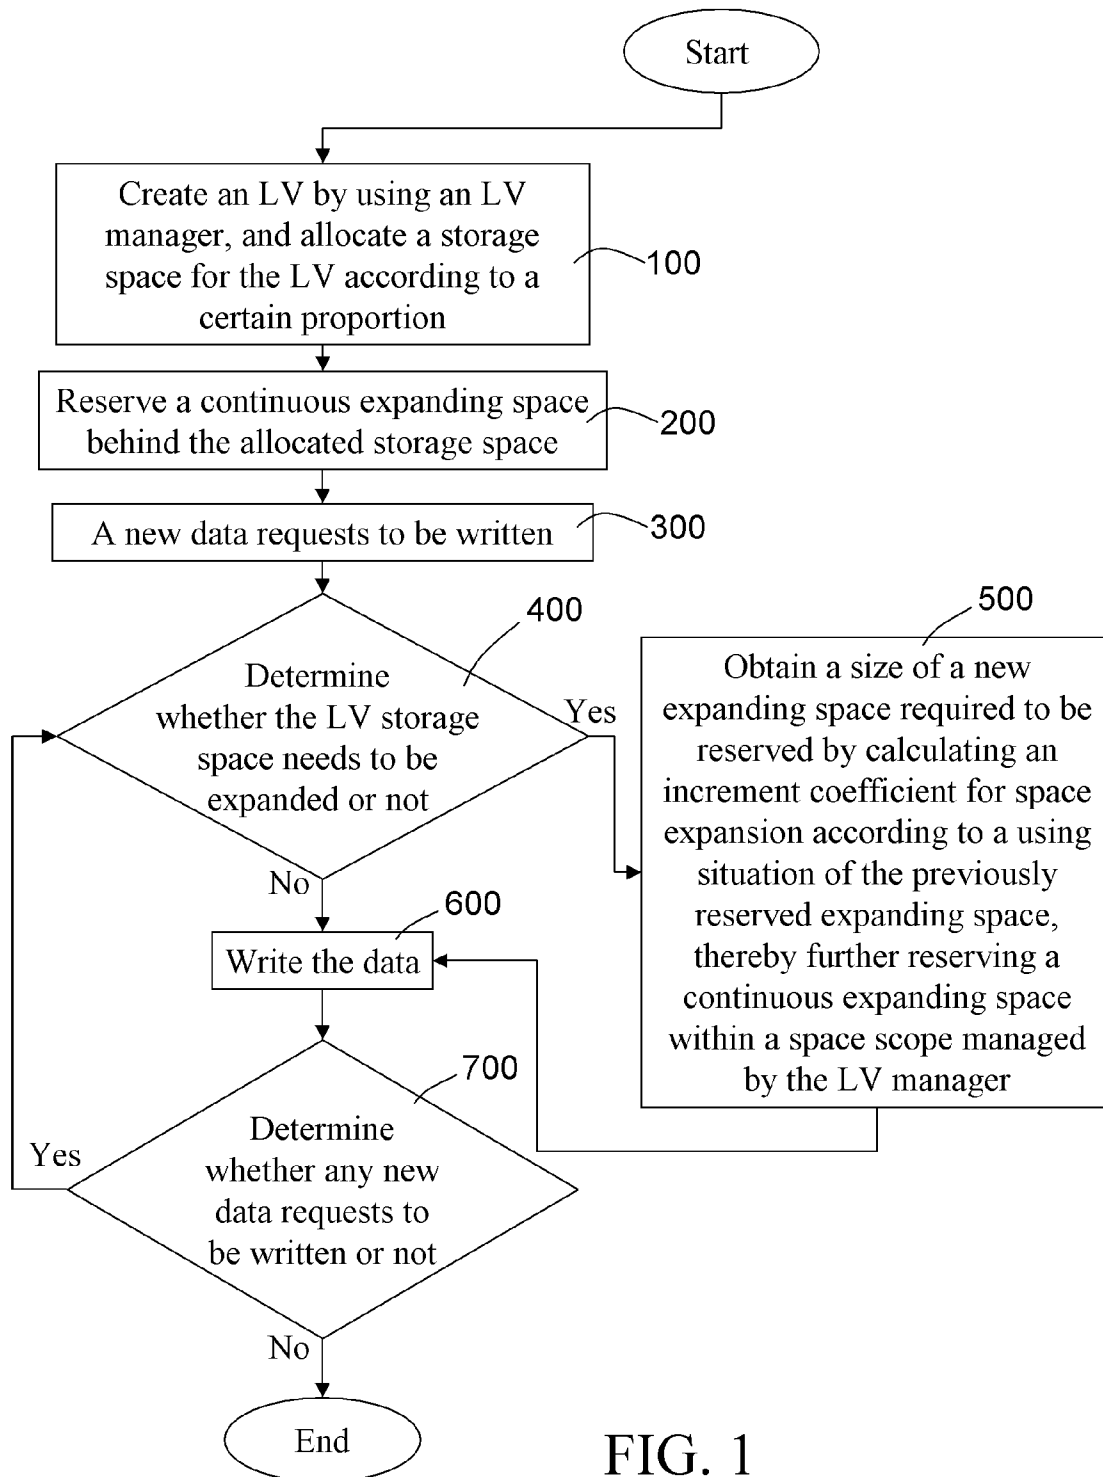 Start
Create an LV by using an LV
manager, and allocate a storage
space for the LV according to a
certain proportion
100
Reserve a continuous expanding space
behind the allocated storage space
200
A new data requests to be written
300
400
Determine
whether the LV storage
space needs to be
expanded or not
Yes
No
500
Obtain a size of a new
expanding space required to be
reserved by calculating an
increment coefficient for space
expansion according to a using
situation of the previously
reserved expanding space,
thereby further reserving a
continuous expanding space
within a space scope managed
by the LV manager
600
Write the data
700
Determine
whether any new
data requests to
be written or not
Yes
No
End
FIG. 1